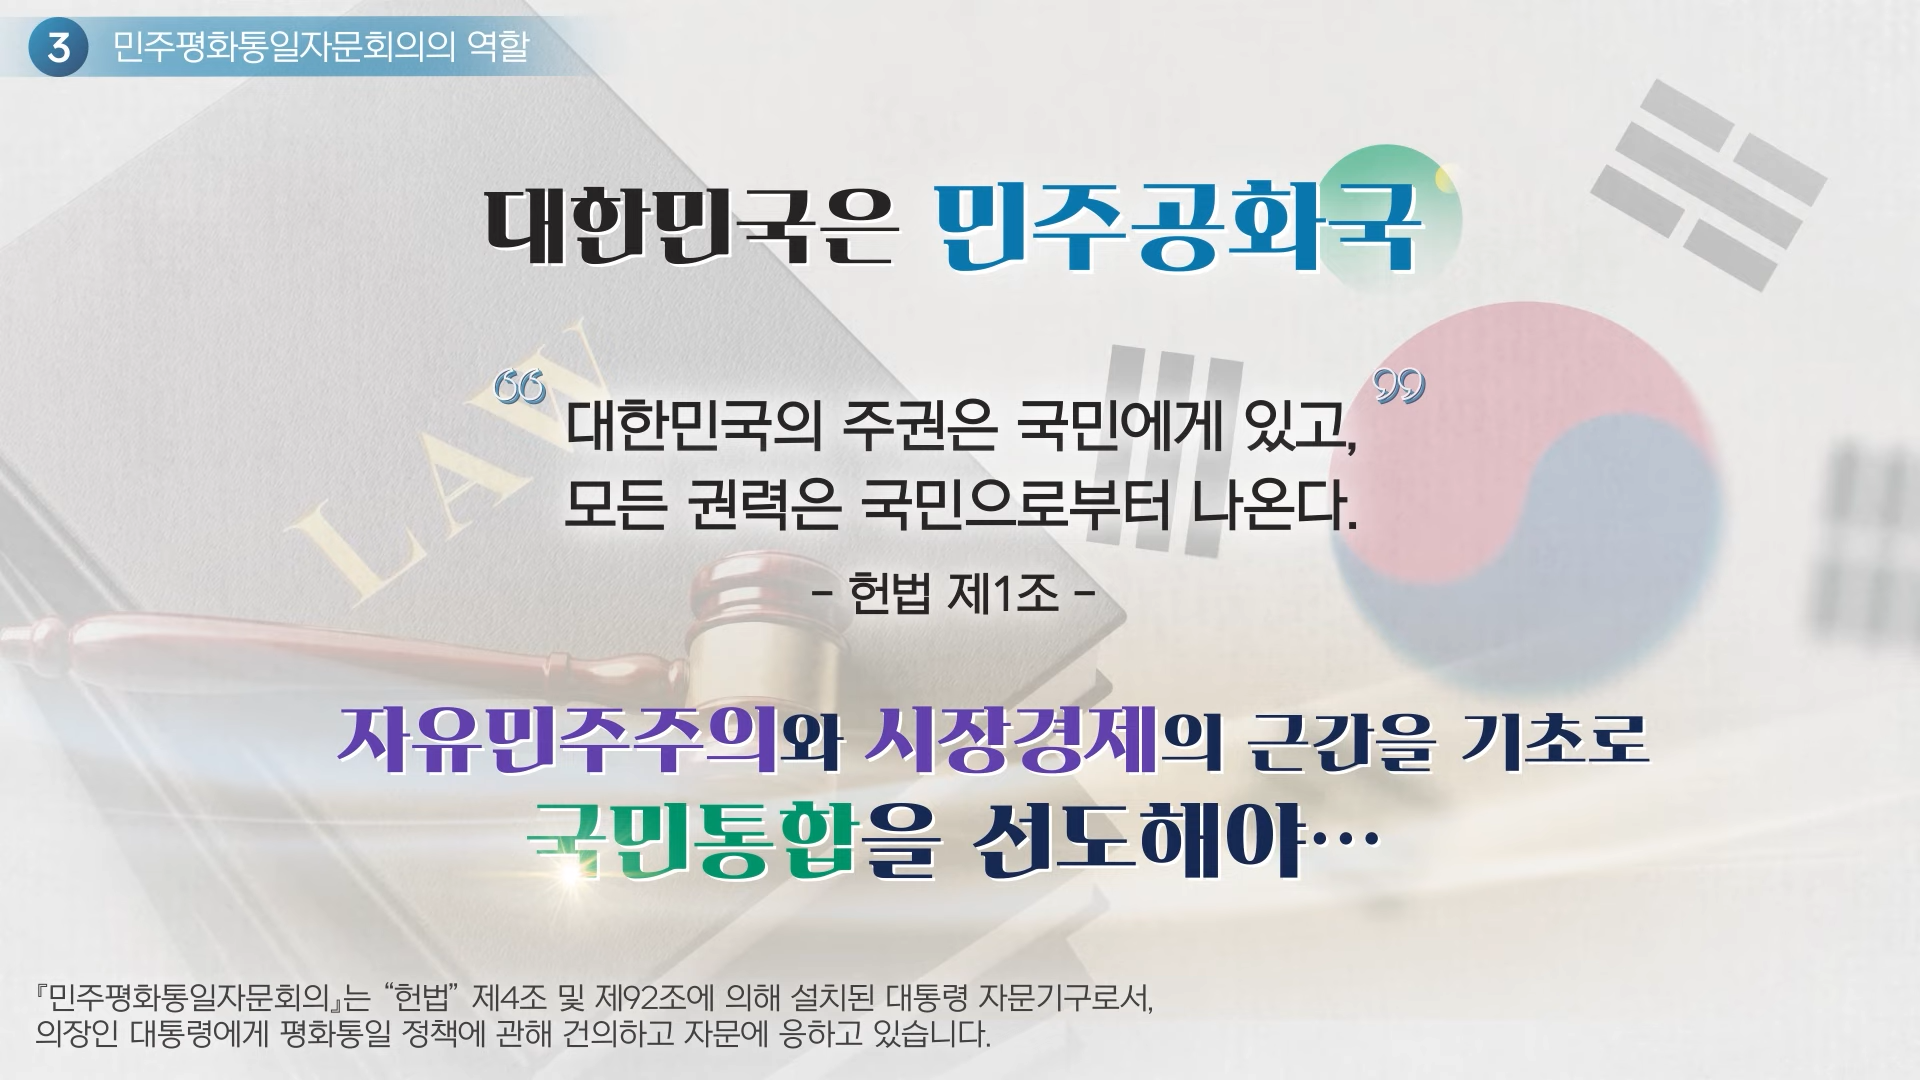 3 민주평화통일자문회의의 역할
대한민국은 민주공화국
“대한민국의 주권은 국민에게 있고,
모든 권력은 국민으로부터 나온다.”
- 헌법 제1조 -
LAW
자유민주주의와 시장경제의 근간을 기초로
국민통합을 선도해야…
『민주평화통일자문회의』는 “헌법” 제4조 및 제92조에 의해 설치된 대통령 자문기구로서,
의장인 대통령에게 평화통일 정책에 관해 건의하고 자문에 응하고 있습니다.